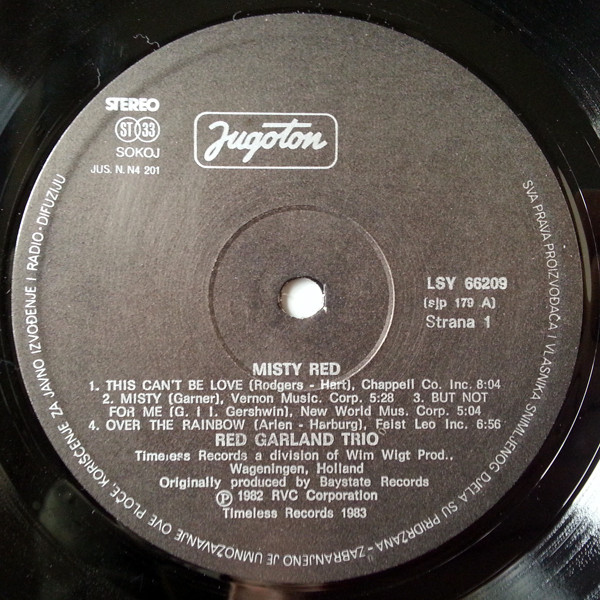 STEREO
ST 33
SOKOJ
JUS. N. N4 201
Jugoton
LSY 66209
(sjp 179 A)
Strana 1
MISTY RED
1. THIS CAN'T BE LOVE (Rodgers - Hart), Chappell Co. Inc. 8:04
2. MISTY (Garner), Vernon Music. Corp. 5:28 3. BUT NOT
FOR ME (G. I I. Gershwin), New World Mus. Corp. 5:04
4. OVER THE RAINBOW (Arlen - Harburg), Feist Leo Inc. 6:56
RED GARLAND TRIO
Timeless Records a division of Wim Wigt Prod.,
Wageningen, Holland
Originally produced by Baystate Records
Ⓟ 1982 RVC Corporation
Timeless Records 1983
SVA PRAVA PROIZVOĐAČA I VLASNIKA SNIMLJENOG DJELA SU PRIDRŽANA - ZABRANJENO JE UMNOŽAVANJE OVE PLOČE, KORIŠĆENJE ZA JAVNO IZVOĐENJE I RADIO-DIFUZIJU